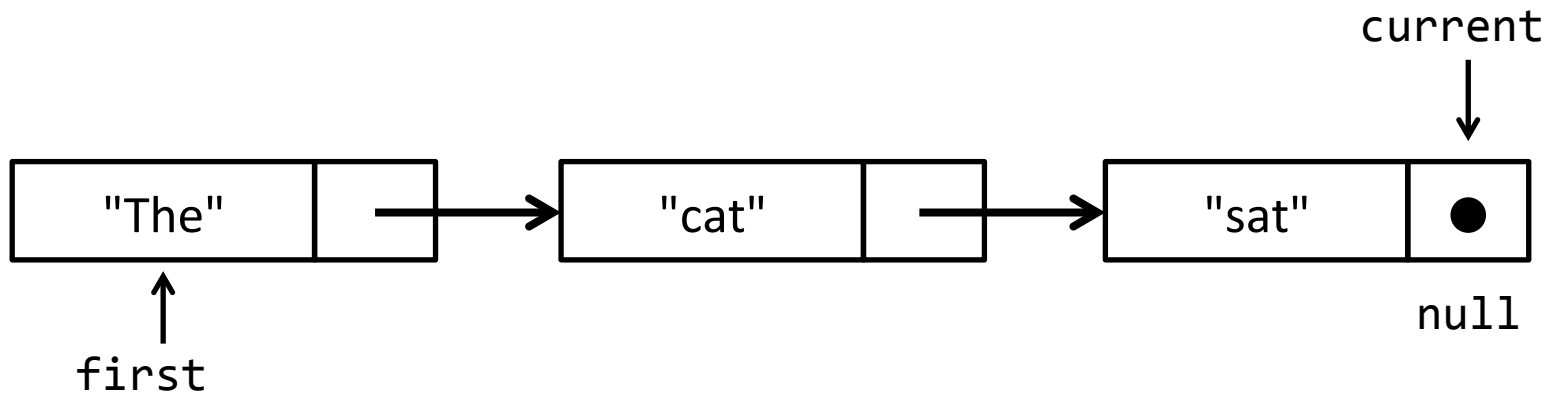 current
"The"
"cat"
"sat"
null
first